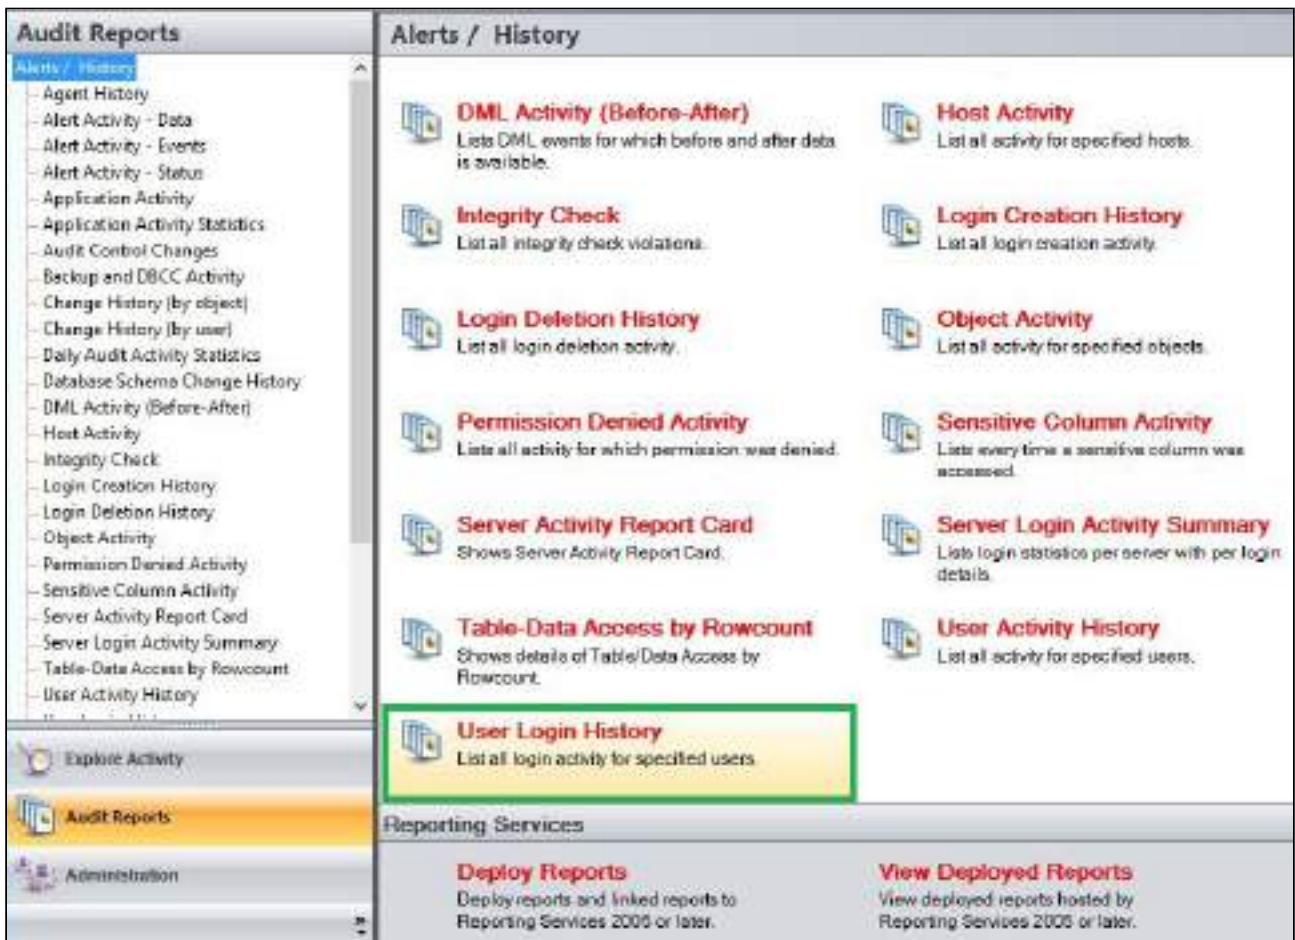 Audit Reports
Alerts / History
Agent History
Alert Activity - Data
Alert Activity - Events
Alert Activity - Status
Application Activity
Application Activity Statistics
Audit Control Changes
Backup and DBCC Activity
Change History (by object)
Change History (by user)
Daily Audit Activity Statistics
Database Schema Change History
DML Activity (Before-After)
Host Activity
Integrity Check
Login Creation History
Login Deletion History
Object Activity
Permission Denied Activity
Sensitive Column Activity
Server Activity Report Card
Server Login Activity Summary
Table-Data Access by Rowcount
User Activity History
Explore Activity
Audit Reports
Administration
Alerts / History
DML Activity (Before-After)
Lists DML events for which before and after data
is available.
Host Activity
List all activity for specified hosts.
Integrity Check
List all integrity check violations.
Login Creation History
List all login creation activity.
Login Deletion History
List all login deletion activity.
Object Activity
List all activity for specified objects.
Permission Denied Activity
Lists all activity for which permission was denied.
Sensitive Column Activity
Lists every time a sensitive column was
accessed.
Server Activity Report Card
Shows Server Activity Report Card.
Server Login Activity Summary
Lists login statistics per server with per login
details.
Table-Data Access by Rowcount
Shows details of Table/Data Access by
Rowcount.
User Activity History
List all activity for specified users.
User Login History
List all login activity for specified users.
Reporting Services
Deploy Reports
Deploy reports and linked reports to
Reporting Services 2005 or later.
View Deployed Reports
View deployed reports hosted by
Reporting Services 2005 or later.